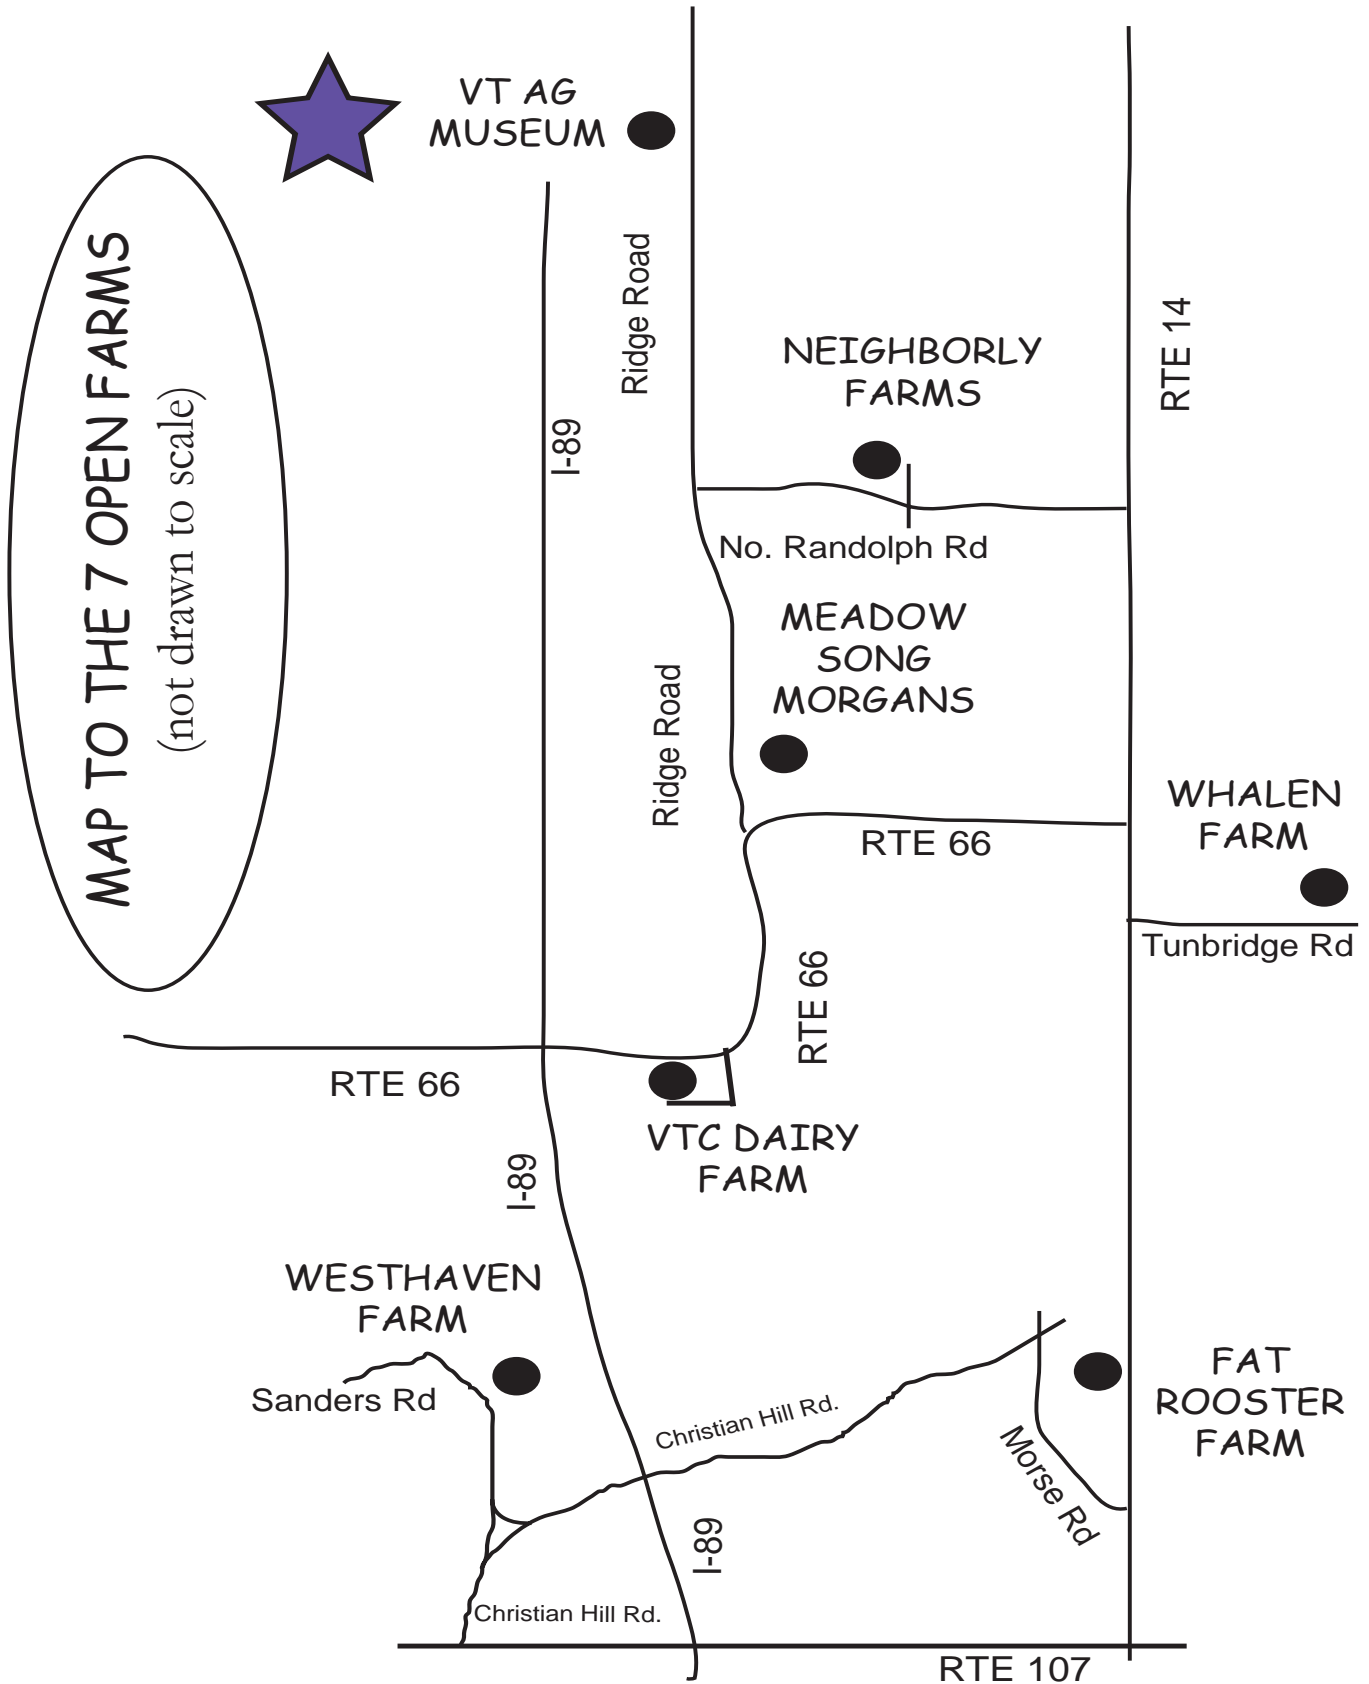 VT AG
MUSEUM
MAP TO THE 7 OPEN FARMS
(not drawn to scale)
Ridge Road
RTE 14
NEIGHBORLY
FARMS
I-89
No. Randolph Rd
MEADOW
SONG
MORGANS
Ridge Road
WHALEN
FARM
RTE 66
Tunbridge Rd
RTE 66
RTE 66
VTC DAIRY
FARM
I-89
WESTHAVEN
FARM
Sanders Rd
FAT
ROOSTER
FARM
Christian Hill Rd.
Morse Rd
I-89
Christian Hill Rd.
RTE 107